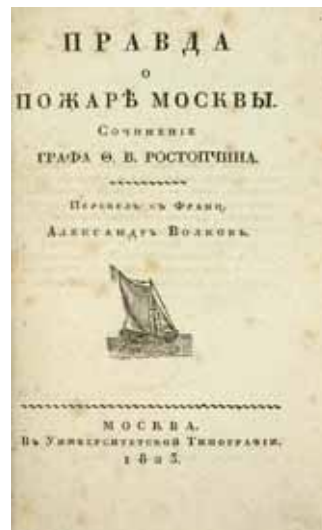 ПРАВДА
О
ПОЖАРѢ МОСКВЫ.
Сочиненіе
ГРАФА Ѳ. В. РОСТОПЧИНА.
Перевелъ съ Франц.
Александръ Волковъ.
МОСКВА.
Въ Университетской Типографіи.
1823.